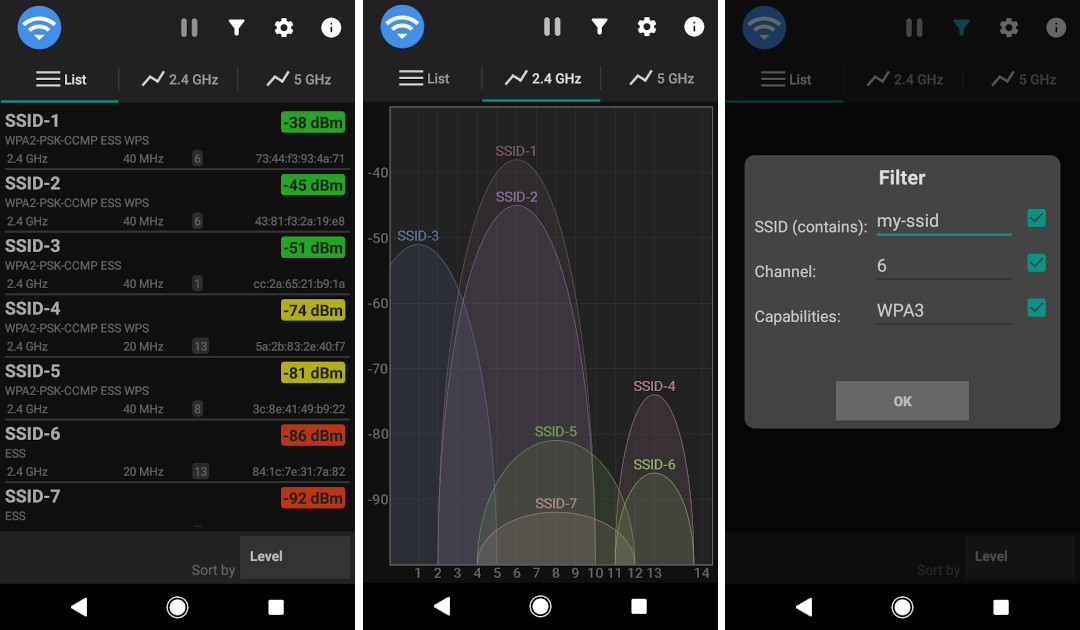 List 2.4 GHz 5 GHz
SSID-1 -38 dBm
WPA2-PSK-CCMP ESS WPS
2.4 GHz 40 MHz 6 73:44:f3:93:4a:71
SSID-2 -45 dBm
WPA2-PSK-CCMP ESS WPS
2.4 GHz 40 MHz 6 43:81:f3:2a:19:e8
SSID-3 -51 dBm
WPA2-PSK-CCMP ESS
2.4 GHz 40 MHz 1 cc:2a:65:21:b9:1a
SSID-4 -74 dBm
WPA2-PSK-CCMP ESS WPS
2.4 GHz 20 MHz 13 5a:2b:83:2e:40:f7
SSID-5 -81 dBm
WPA2-PSK-CCMP ESS WPS
2.4 GHz 40 MHz 8 3c:8e:41:49:b9:22
SSID-6 -86 dBm
ESS
2.4 GHz 20 MHz 13 84:1c:7e:31:7a:82
SSID-7 -92 dBm
ESS
Sort by Level
List 2.4 GHz 5 GHz
SSID-1
-40
SSID-2
SSID-3
-50
-60
-70
SSID-4
-80
SSID-5
SSID-6
-90
SSID-7
1 2 3 4 5 6 7 8 9 10 11 12 13 14
List 2.4 GHz 5 GHz
Filter
SSID (contains): my-ssid
Channel: 6
Capabilities: WPA3
OK
Sort by Level